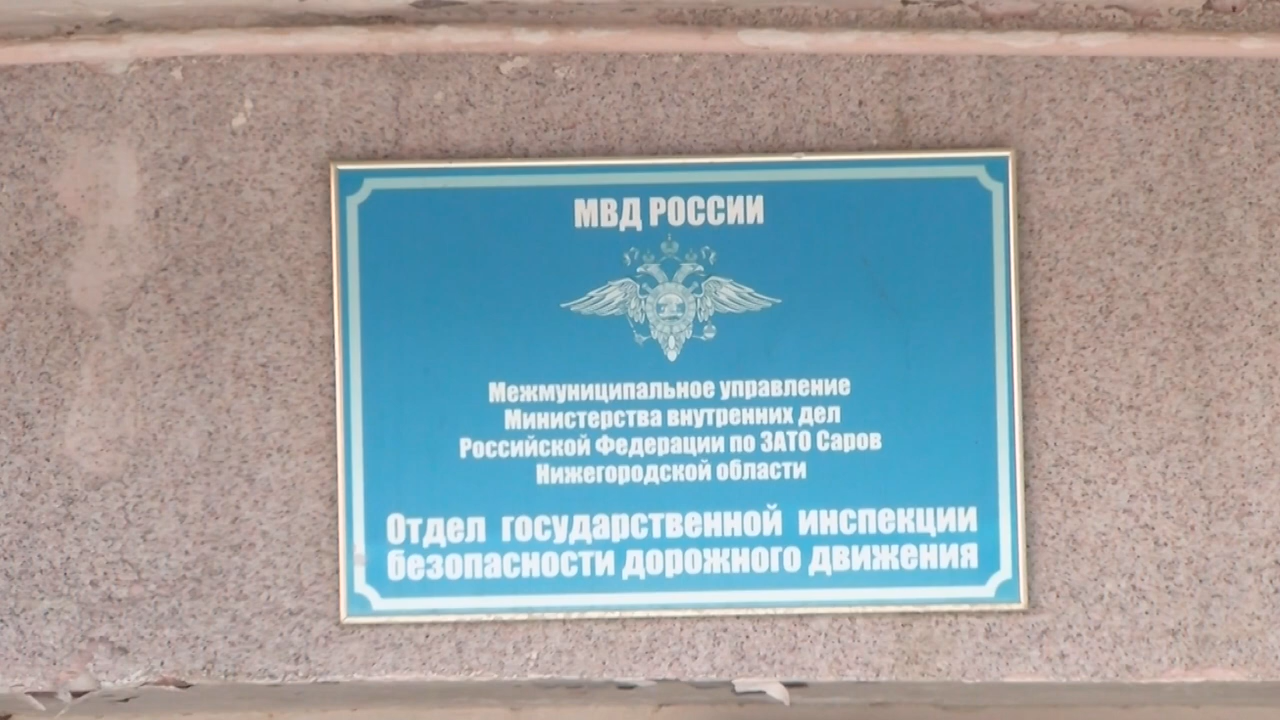 МВД РОССИИ
Межмуниципальное управление
Министерства внутренних дел
Российской Федерации по ЗАТО Саров
Нижегородской области
Отдел государственной инспекции
безопасности дорожного движения